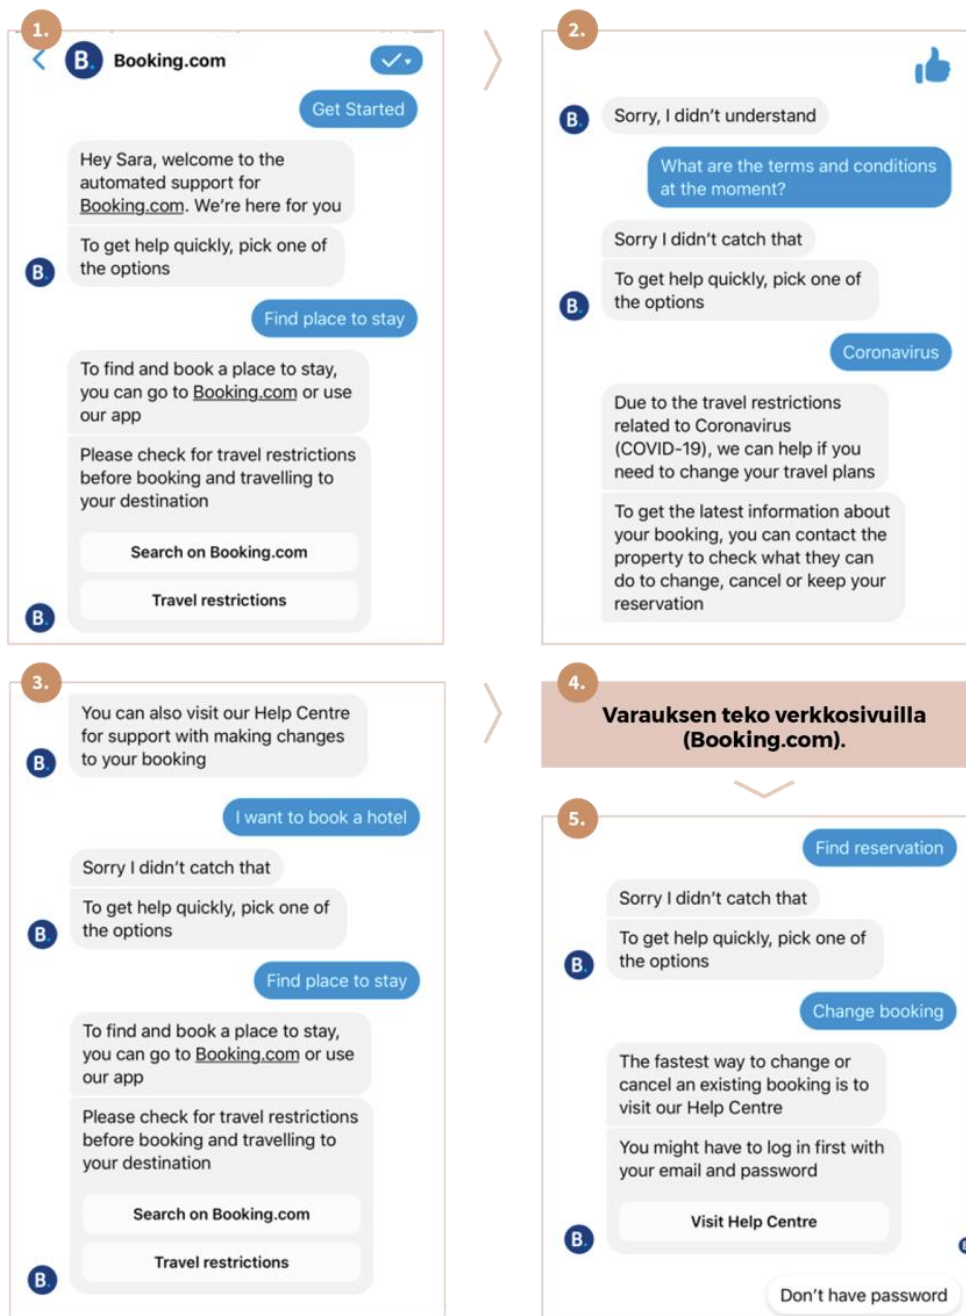 1.
B. Booking.com
Get Started
Hey Sara, welcome to the
automated support for
Booking.com. We're here for you
To get help quickly, pick one of
the options
B.
Find place to stay
To find and book a place to stay,
you can go to Booking.com or use
our app
Please check for travel restrictions
before booking and travelling to
your destination
Search on Booking.com
Travel restrictions
B.
2.
B.
Sorry, I didn't understand
What are the terms and conditions
at the moment?
Sorry I didn't catch that
To get help quickly, pick one of
the options
B.
Coronavirus
Due to the travel restrictions
related to Coronavirus
(COVID-19), we can help if you
need to change your travel plans
To get the latest information about
your booking, you can contact the
property to check what they can
do to change, cancel or keep your
reservation
3.
You can also visit our Help Centre
for support with making changes
to your booking
B.
I want to book a hotel
Sorry I didn't catch that
To get help quickly, pick one of
the options
B.
Find place to stay
To find and book a place to stay,
you can go to Booking.com or use
our app
Please check for travel restrictions
before booking and travelling to
your destination
Search on Booking.com
Travel restrictions
B.
4.
Varauksen teko verkkosivuilla
(Booking.com).
5.
Find reservation
Sorry I didn't catch that
To get help quickly, pick one of
the options
B.
Change booking
The fastest way to change or
cancel an existing booking is to
visit our Help Centre
You might have to log in first with
your email and password
Visit Help Centre
B.
Don't have password